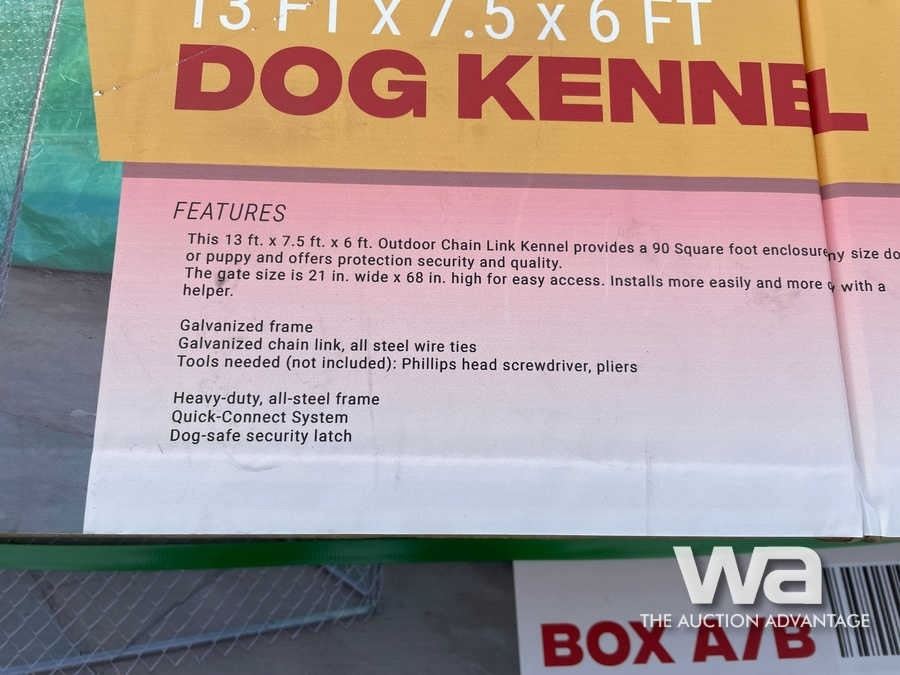 13 FT x 7.5 x 6 FT
DOG KENNEL
FEATURES
This 13 ft. x 7.5 ft. x 6 ft. Outdoor Chain Link Kennel provides a 90 Square foot enclosure ny size do
or puppy and offers protection security and quality.
The gate size is 21 in. wide x 68 in. high for easy access. Installs more easily and more q y with a
helper.
Galvanized frame
Galvanized chain link, all steel wire ties
Tools needed (not included): Phillips head screwdriver, pliers
Heavy-duty, all-steel frame
Quick-Connect System
Dog-safe security latch
wa
THE AUCTION ADVANTAGE
BOX A/B